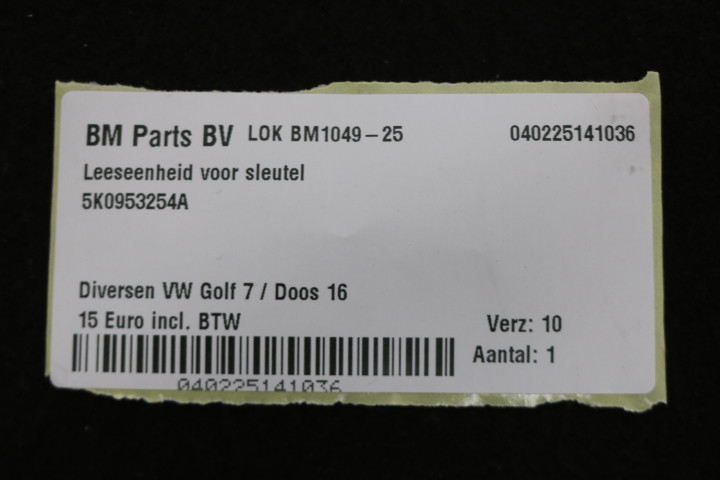 BM Parts BV LOK BM1049-25 040225141036
Leeseenheid voor sleutel
5K0953254A
Diversen VW Golf 7 / Doos 16
15 Euro incl. BTW Verz: 10
Aantal: 1
040225141036